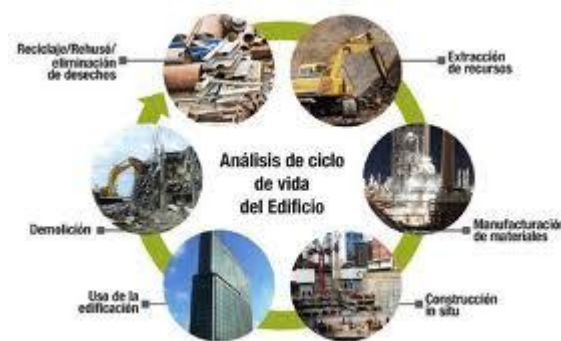 Reciclaje/Rehusó/
eliminación
de desechos
Extracción
de recursos
Análisis de ciclo
de vida
del Edificio
Manufacturación
de materiales
Demolición
Uso de la
edificación
Construcción
in situ